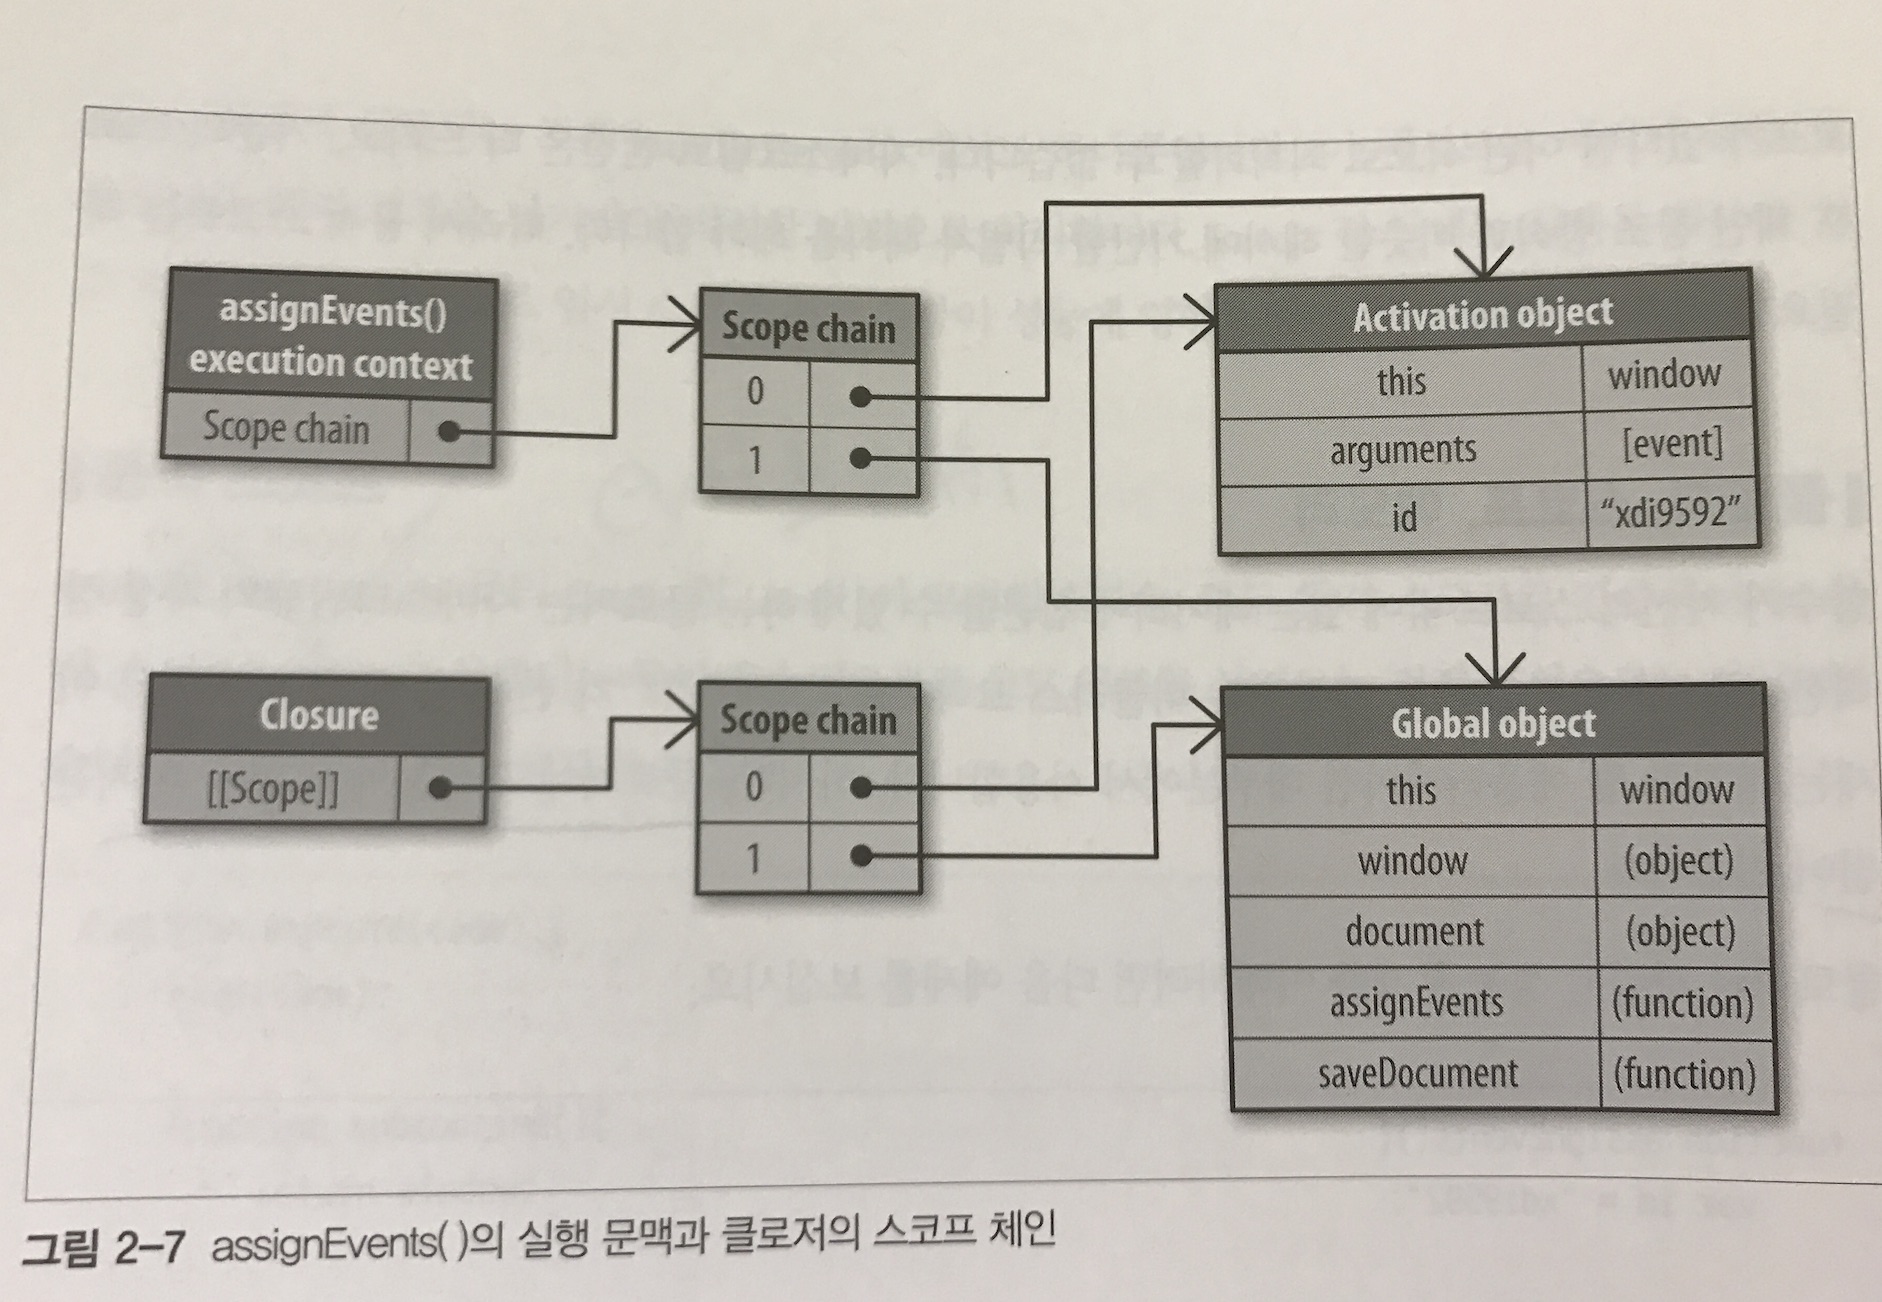 assignEvents()
execution context
Scope chain
Scope chain
0
1
Activation object
this window
arguments [event]
id “xdi9592”
Closure
[[Scope]]
Scope chain
0
1
Global object
this window
window (object)
document (object)
assignEvents (function)
saveDocument (function)
그림 2–7 assignEvents( )의 실행 문맥과 클로저의 스코프 체인